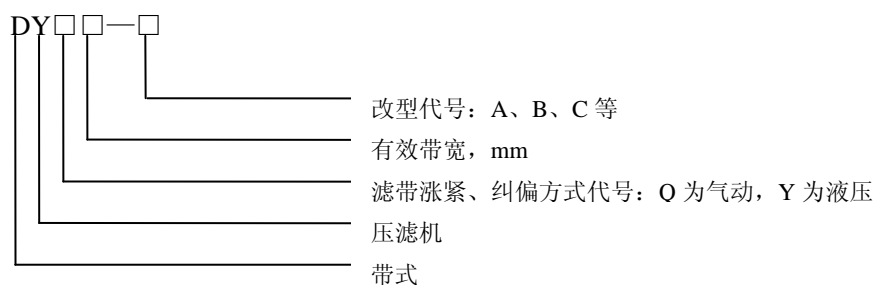 DY□□—□
改型代号：A、B、C 等
有效带宽，mm
滤带涨紧、纠偏方式代号：Q 为气动，Y 为液压
压滤机
带式